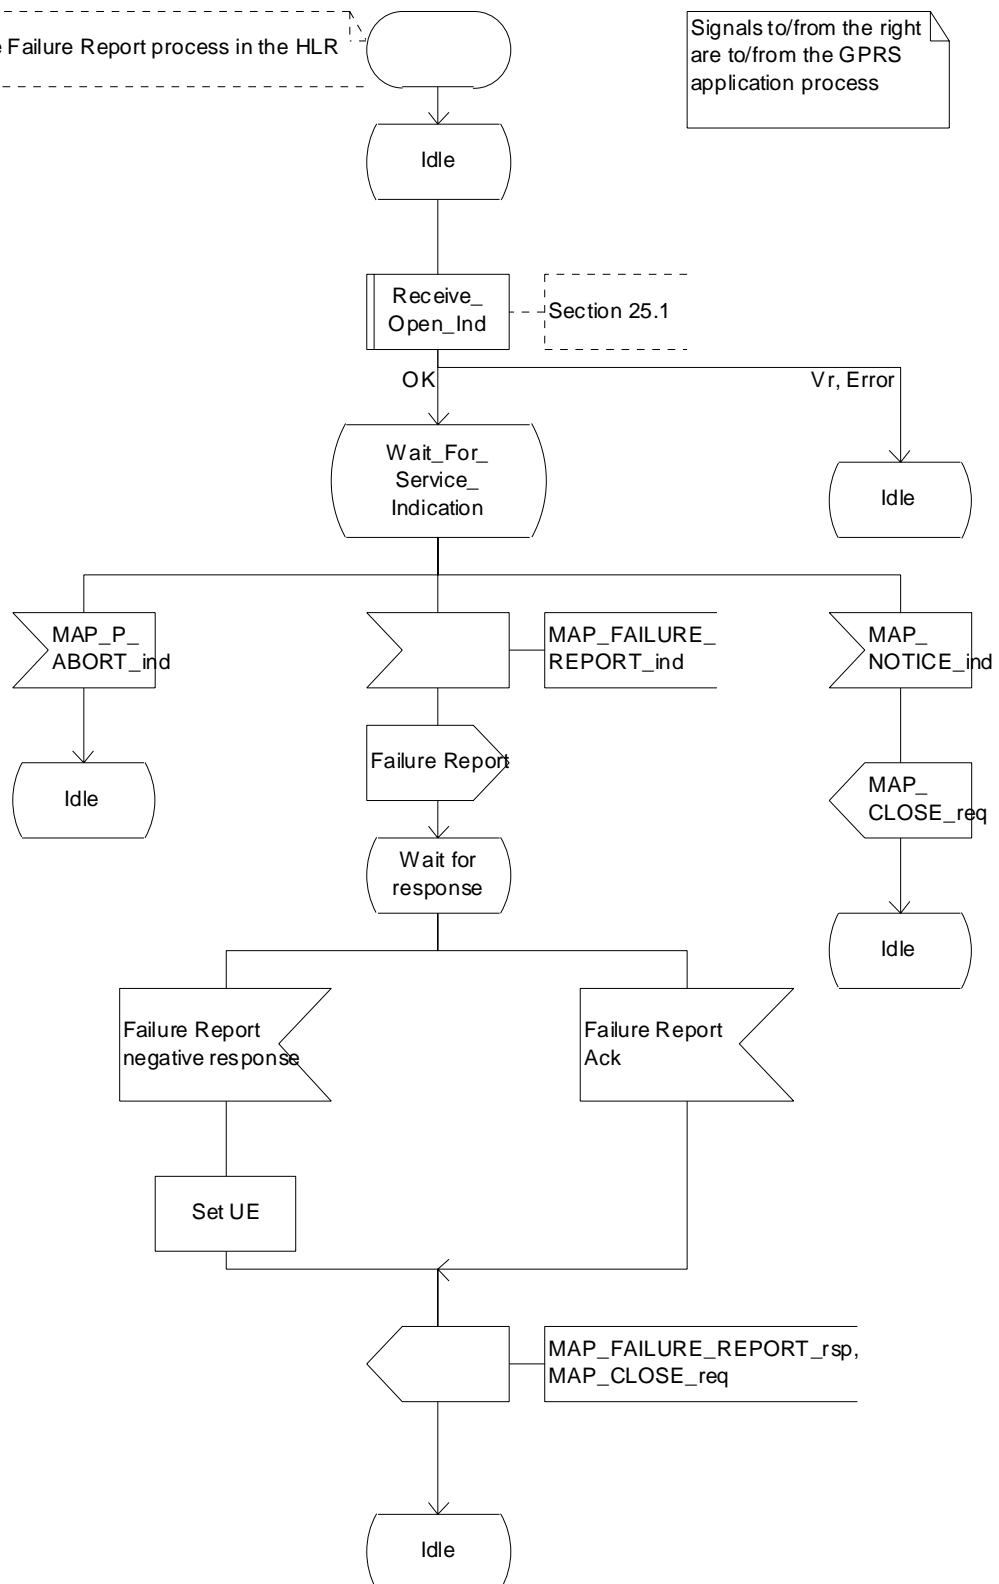 Failure Report process in the HLR
Signals to/from the right
are to/from the GPRS
application process
Idle
Receive_
Open_Ind
Section 25.1
OK
Vr, Error
Wait_For_
Service_
Indication
Idle
MAP_P_
ABORT_ind
MAP_FAILURE_
REPORT_ind
MAP_
NOTICE_ind
Failure Report
Idle
MAP_
CLOSE_req
Wait for
response
Idle
Failure Report
negative response
Failure Report
Ack
Set UE
MAP_FAILURE_REPORT_rsp,
MAP_CLOSE_req
Idle